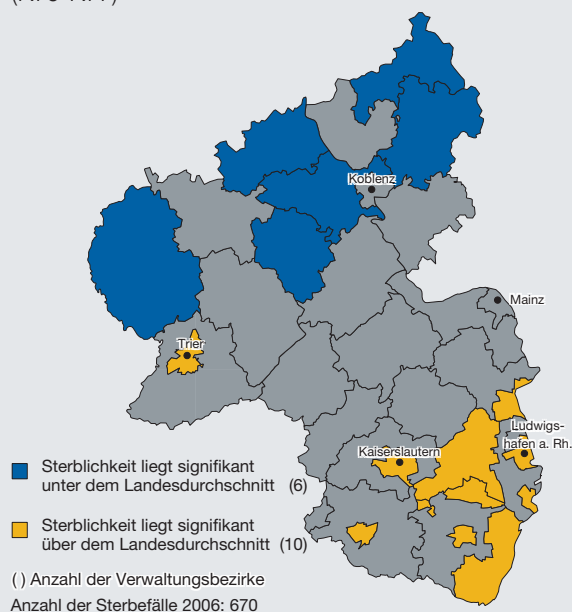 Koblenz
Mainz
Trier
Ludwigs-
hafen a. Rh.
Kaiserslautern
Sterblichkeit liegt signifikant
unter dem Landesdurchschnitt (6)
Sterblichkeit liegt signifikant
über dem Landesdurchschnitt (10)
( ) Anzahl der Verwaltungsbezirke
Anzahl der Sterbefälle 2006: 670